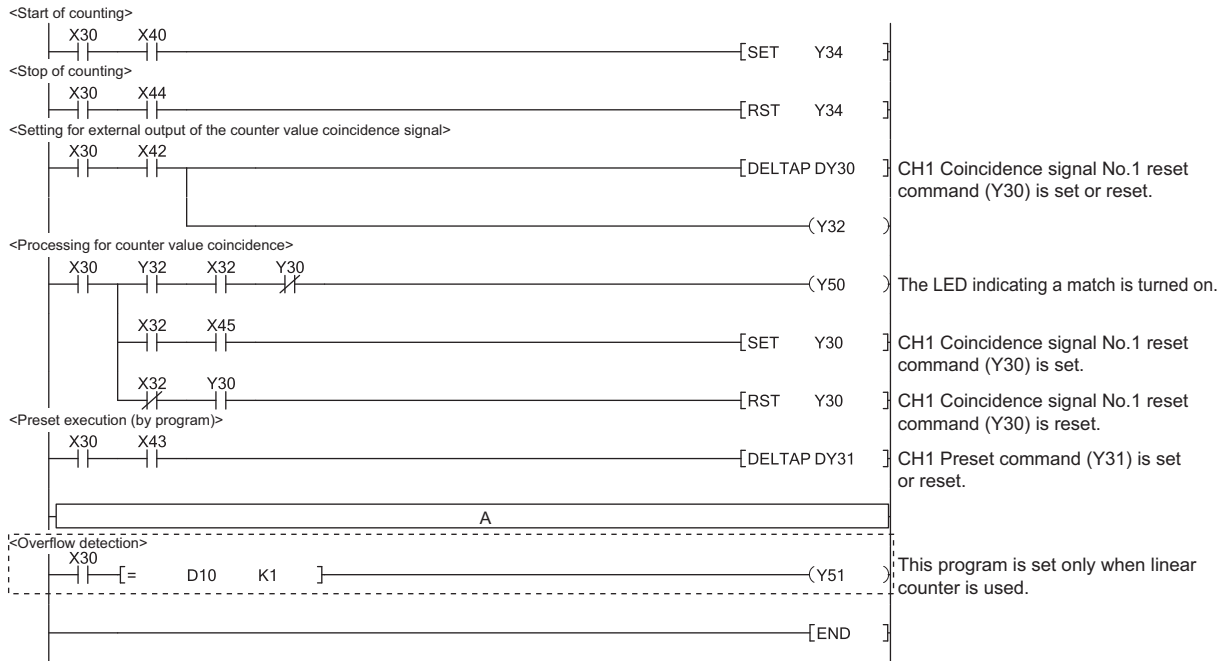 <Start of counting>
X30 X40
[SET Y34 ]
<Stop of counting>
X30 X44
[RST Y34 ]
<Setting for external output of the counter value coincidence signal>
X30 X42
[DELTAP DY30 ] CH1 Coincidence signal No.1 reset
command (Y30) is set or reset.
(Y32 )
<Processing for counter value coincidence>
X30 Y32 X32 Y30
(Y50 ) The LED indicating a match is turned on.
X32 X45
[SET Y30 ] CH1 Coincidence signal No.1 reset
command (Y30) is set.
X32 Y30
[RST Y30 ] CH1 Coincidence signal No.1 reset
command (Y30) is reset.
<Preset execution (by program)>
X30 X43
[DELTAP DY31 ] CH1 Preset command (Y31) is set
or reset.
A
<Overflow detection>
X30
[= D10 K1 ] (Y51 ) This program is set only when linear
counter is used.
[END ]